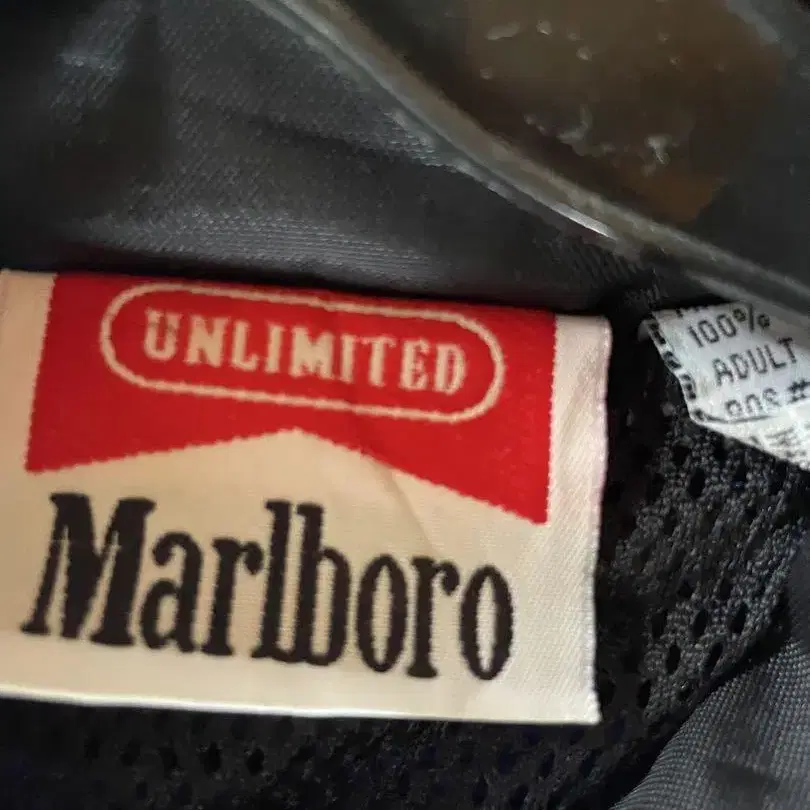 UNLIMITED
Marlboro
100%
ADULT